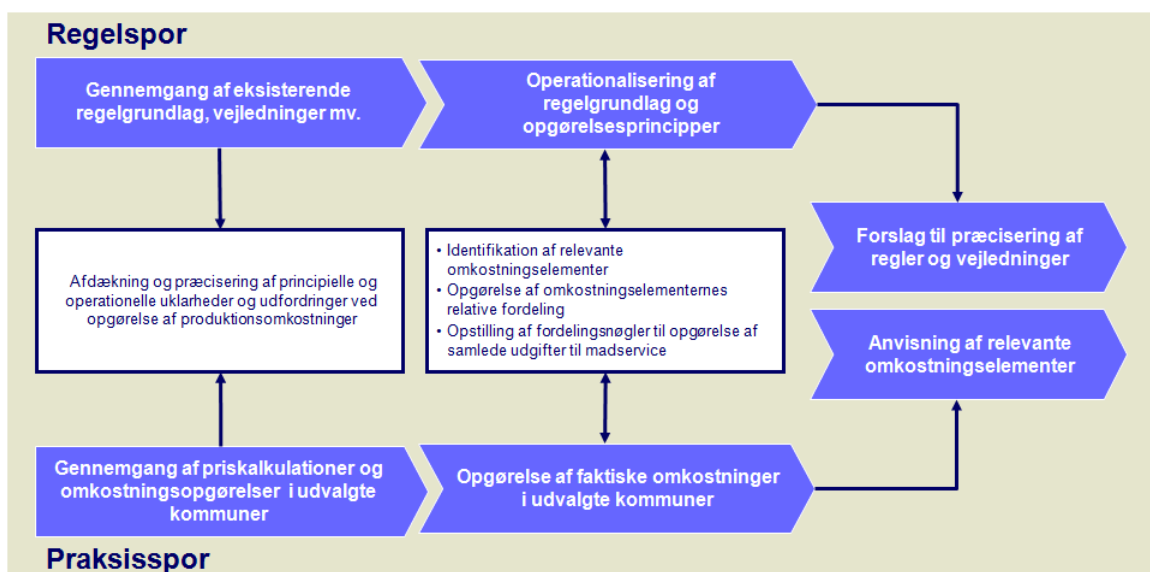 Regelspor
Gennemgang af eksisterende
regelgrundlag, vejledninger mv.
Operationalisering af
regelgrundlag og
opgørelsesprincipper
Afdækning og præcisering af principielle og
operationelle uklarheder og udfordringer ved
opgørelse af produktionsomkostninger
• Identifikation af relevante
omkostningselementer
• Opgørelse af omkostningselementernes
relative fordeling
• Opstilling af fordelingsnøgler til opgørelse af
samlede udgifter til madservice
Forslag til præcisering af
regler og vejledninger
Anvisning af relevante
omkostningselementer
Gennemgang af priskalkulationer og
omkostningsopgørelser i udvalgte
kommuner
Opgørelse af faktiske omkostninger
i udvalgte kommuner
Praksisspor